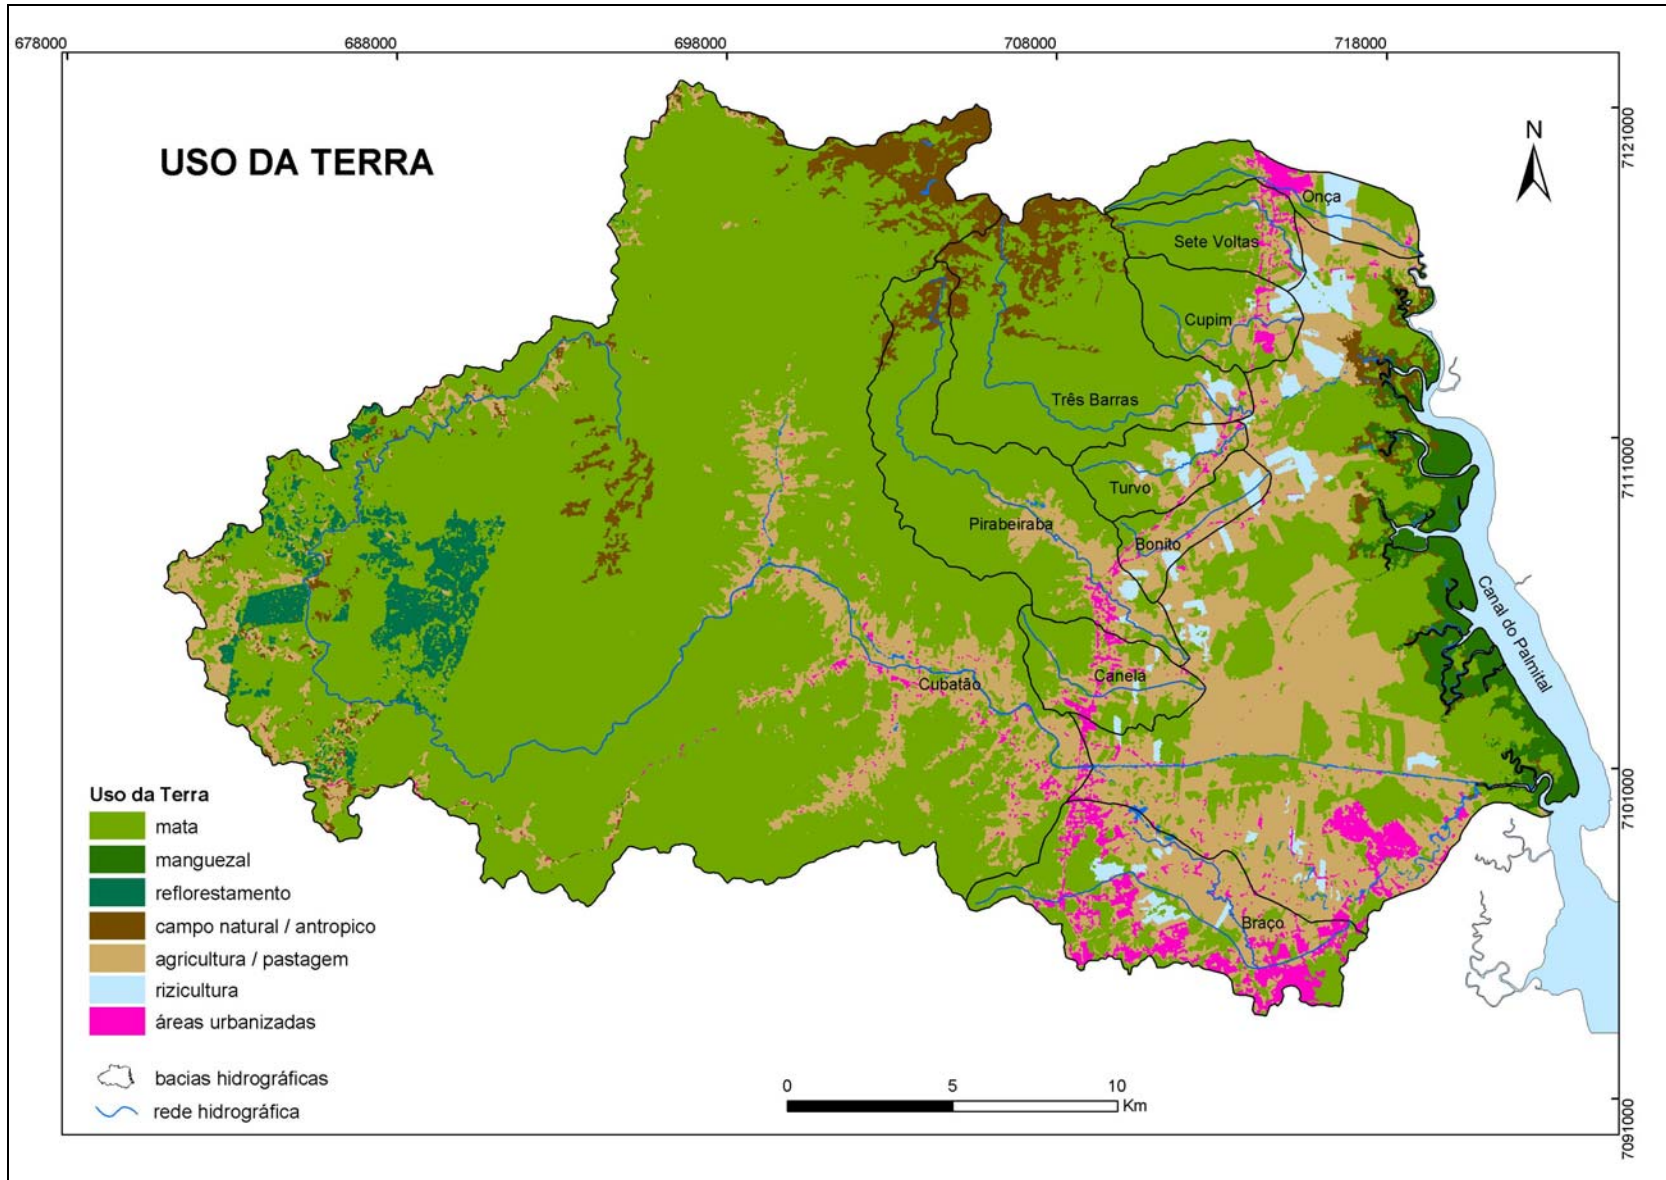 678000
688000
698000
708000
718000
7121000
USO DA TERRA
N
Onça
Sete Voltas
Cupim
Três Barras
7111000
Turvo
Pirabeiraba
Bonito
Canal do Palmital
Canela
Cubatão
7101000
Braço
Uso da Terra
mata
manguezal
reflorestamento
campo natural / antropico
agricultura / pastagem
rizicultura
áreas urbanizadas
bacias hidrográficas
rede hidrográfica
0 5 10
Km
7091000